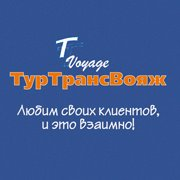 T Voyage
ТурТрансВояж
Любим своих клиентов,
и это взаимно!